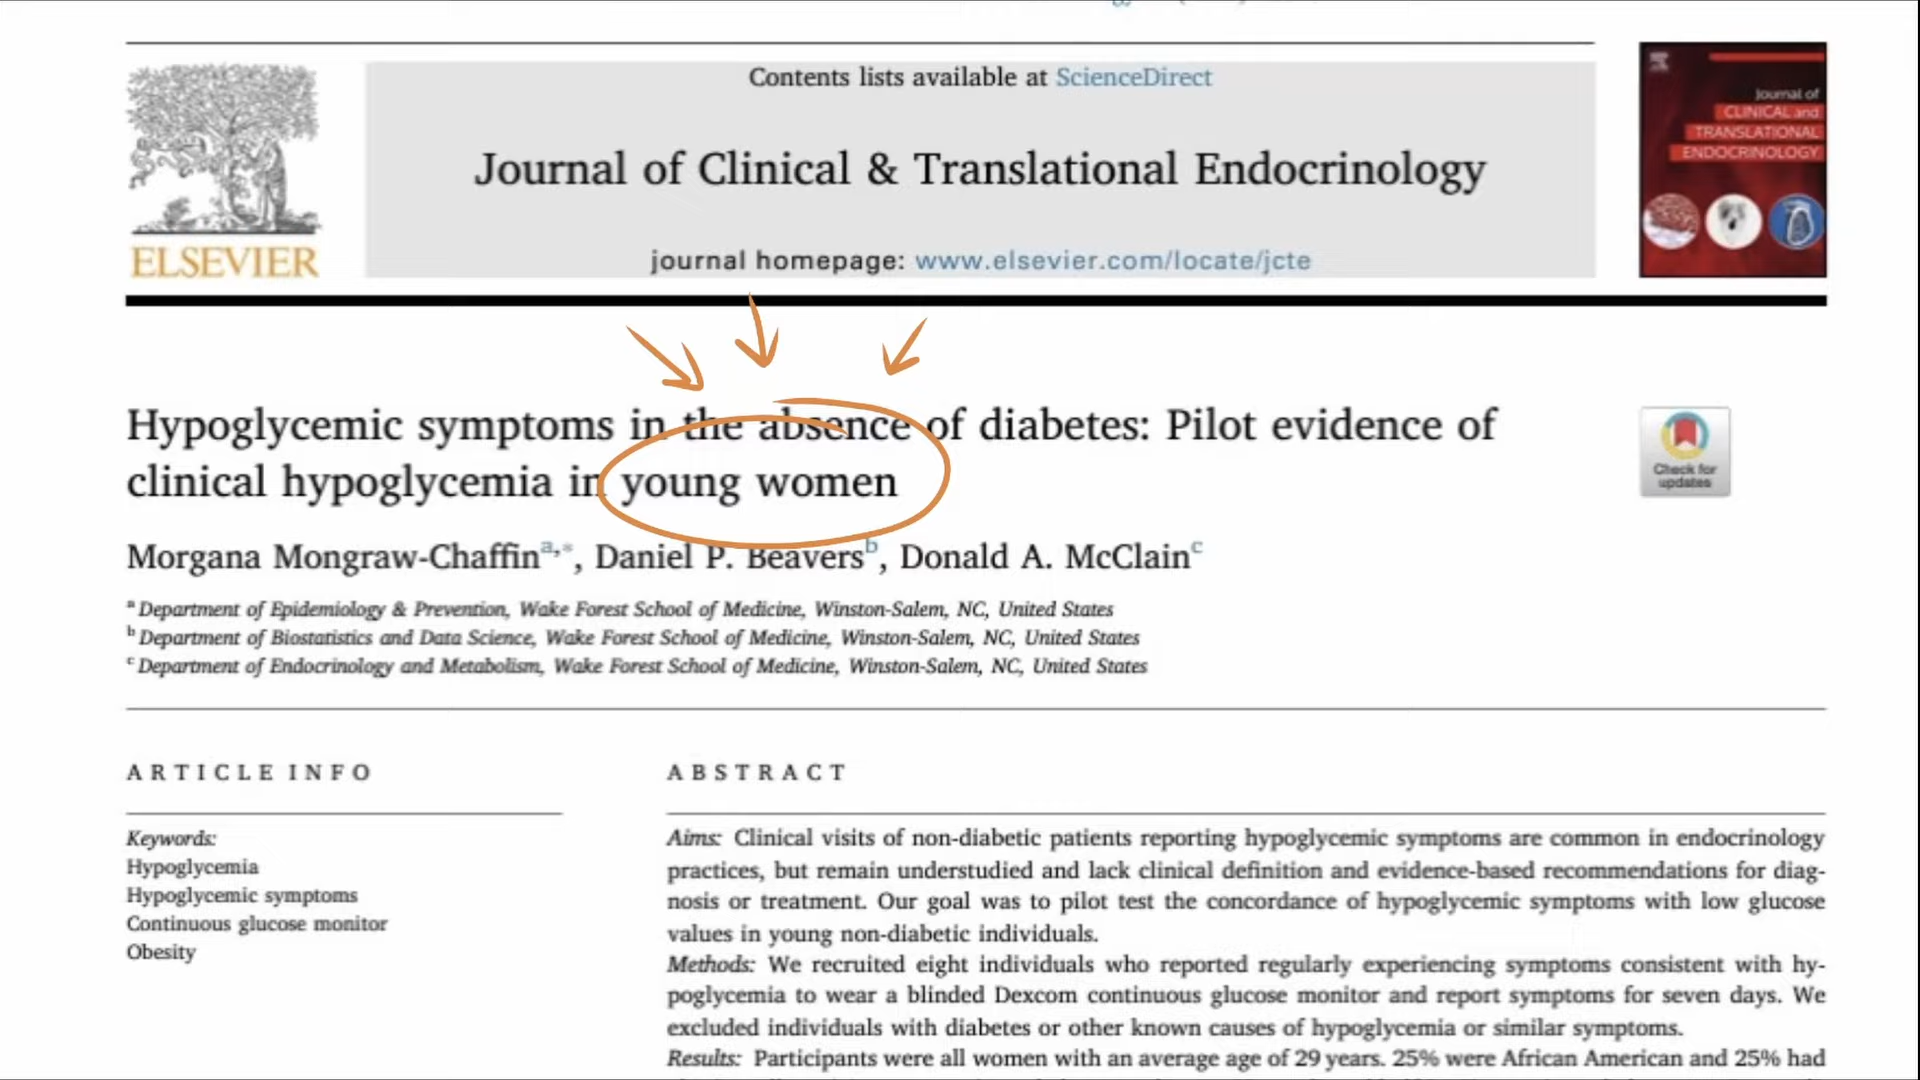 Contents lists available at ScienceDirect
Journal of Clinical & Translational Endocrinology
journal homepage: www.elsevier.com/locate/jcte
ELSEVIER
Journal of
CLINICAL and
TRANSLATIONAL
ENDOCRINOLOGY
Hypoglycemic symptoms in the absence of diabetes: Pilot evidence of
clinical hypoglycemia in young women
Check for
updates
Morgana Mongraw-Chaffin a,*, Daniel P. Beavers b, Donald A. McClain c
a Department of Epidemiology & Prevention, Wake Forest School of Medicine, Winston-Salem, NC, United States
b Department of Biostatistics and Data Science, Wake Forest School of Medicine, Winston-Salem, NC, United States
c Department of Endocrinology and Metabolism, Wake Forest School of Medicine, Winston-Salem, NC, United States
ARTICLE INFO
Keywords:
Hypoglycemia
Hypoglycemic symptoms
Continuous glucose monitor
Obesity
ABSTRACT
Aims: Clinical visits of non-diabetic patients reporting hypoglycemic symptoms are common in endocrinology
practices, but remain understudied and lack clinical definition and evidence-based recommendations for diag-
nosis or treatment. Our goal was to pilot test the concordance of hypoglycemic symptoms with low glucose
values in young non-diabetic individuals.
Methods: We recruited eight individuals who reported regularly experiencing symptoms consistent with hy-
poglycemia to wear a blinded Dexcom continuous glucose monitor and report symptoms for seven days. We
excluded individuals with diabetes or other known causes of hypoglycemia or similar symptoms.
Results: Participants were all women with an average age of 29 years. 25% were African American and 25% had